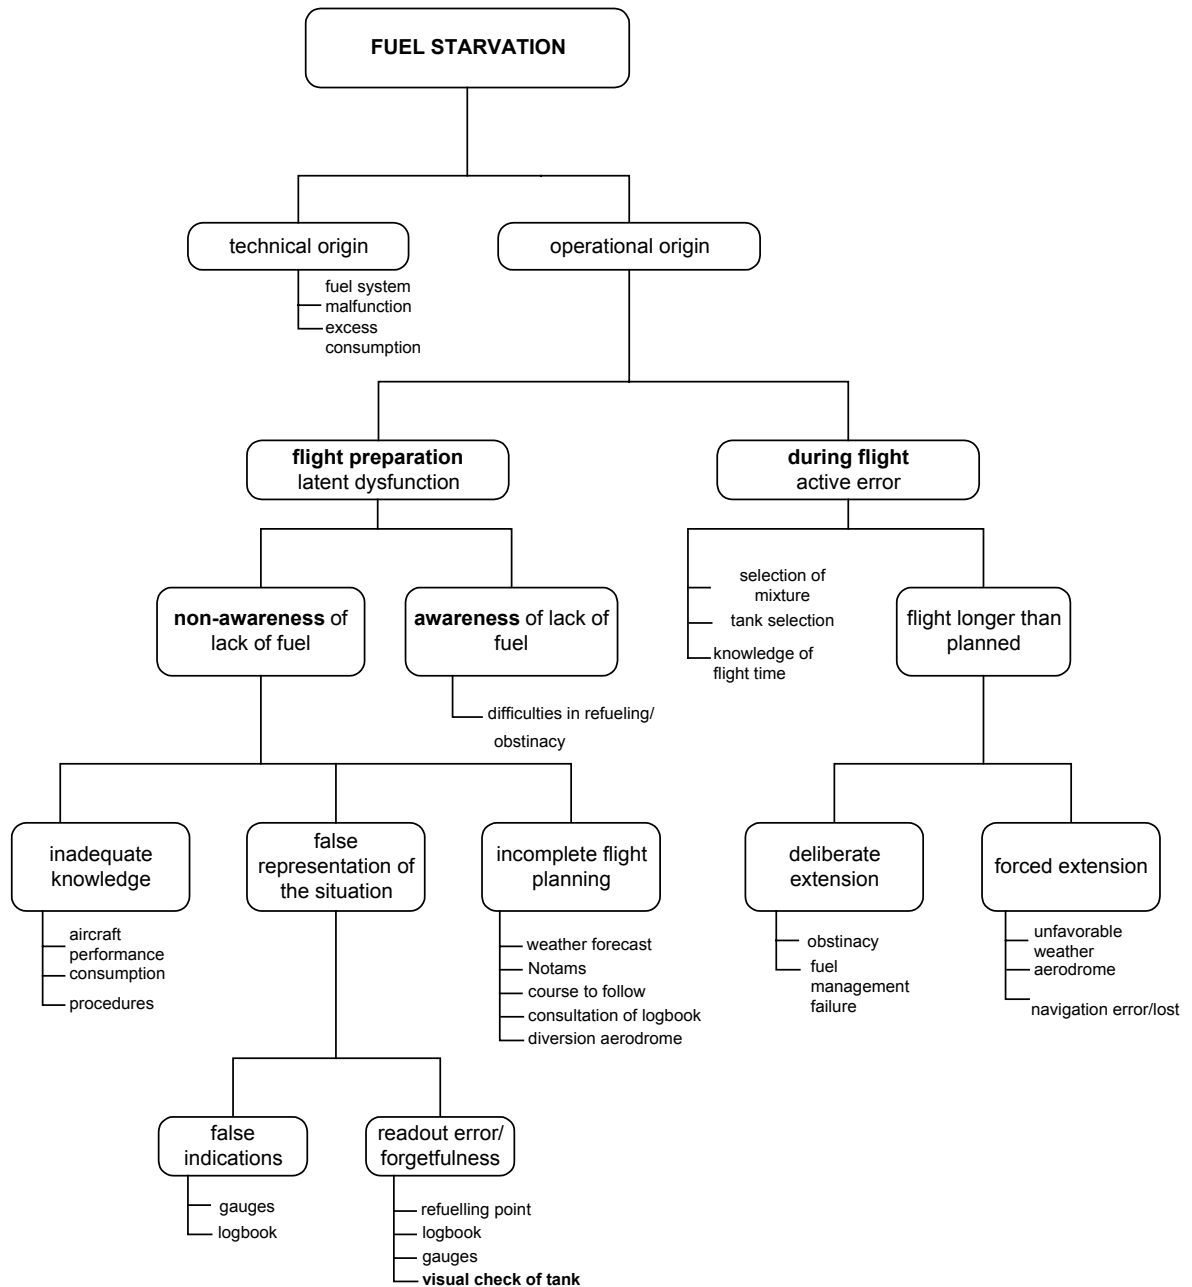 FUEL STARVATION
technical origin
operational origin
fuel system
malfunction
excess
consumption
flight preparation
latent dysfunction
during flight
active error
non-awareness of
lack of fuel
awareness of lack of
fuel
selection of
mixture
tank selection
knowledge of
flight time
flight longer than
planned
difficulties in refueling/
obstinacy
inadequate
knowledge
false
representation of
the situation
incomplete flight
planning
deliberate
extension
forced extension
aircraft
performance
consumption
procedures
weather forecast
Notams
course to follow
consultation of logbook
diversion aerodrome
obstinacy
fuel
management
failure
unfavorable
weather
aerodrome
navigation error/lost
false
indications
readout error/
forgetfulness
gauges
logbook
refuelling point
logbook
gauges
visual check of tank